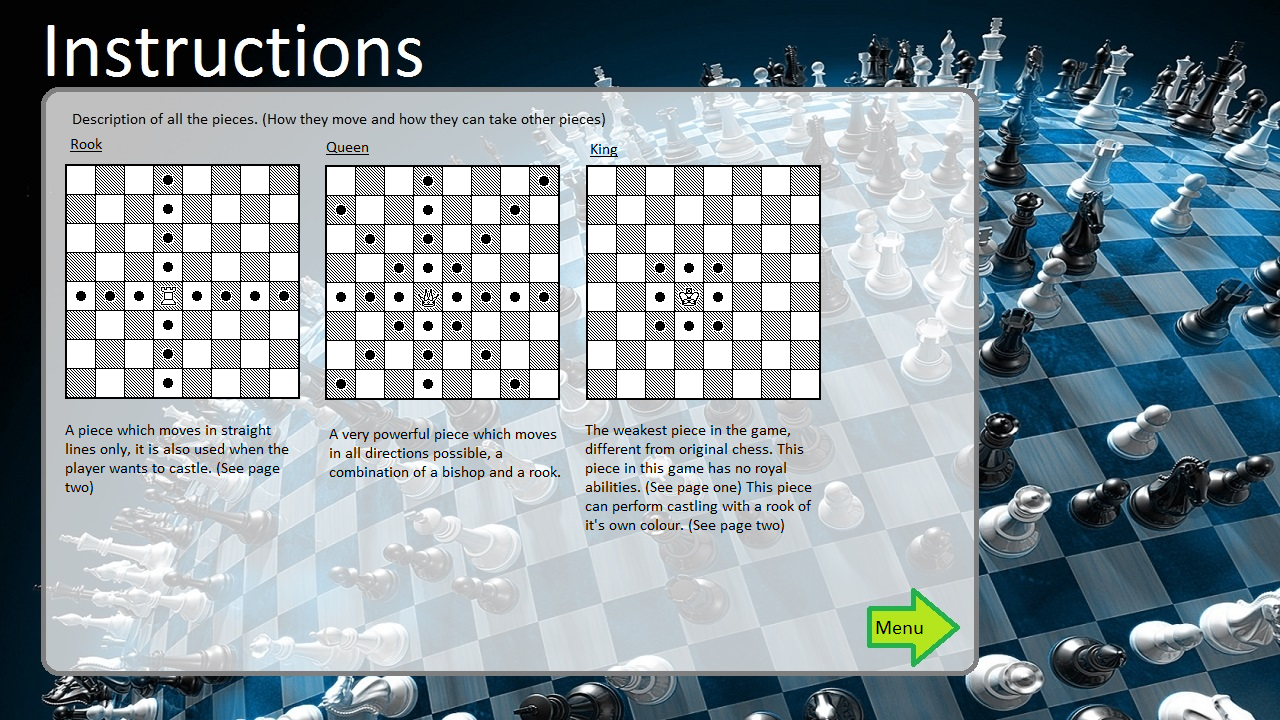 Instructions
Description of all the pieces. (How they move and how they can take other pieces)
Rook
Queen
King
A piece which moves in straight
lines only, it is also used when the
player wants to castle. (See page
two)
A very powerful piece which moves
in all directions possible, a
combination of a bishop and a rook.
The weakest piece in the game,
different from original chess. This
piece in this game has no royal
abilities. (See page one) This piece
can perform castling with a rook of
it's own colour. (See page two)
Menu